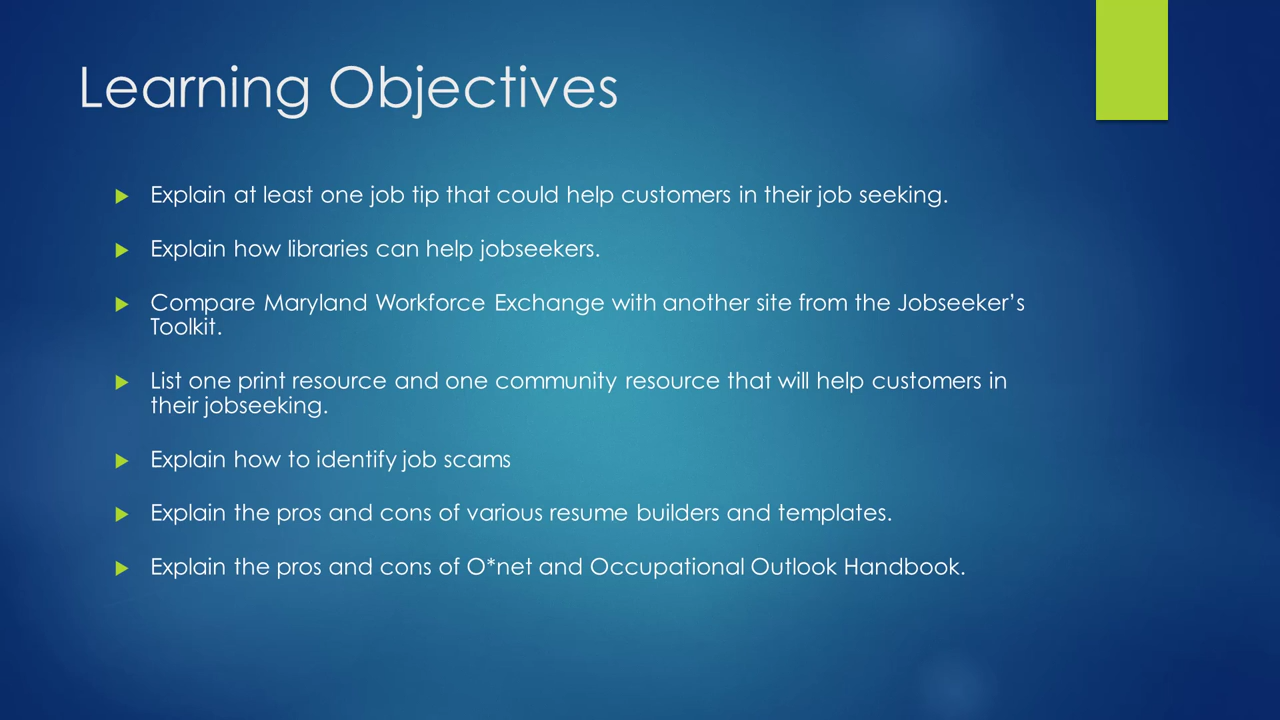 Learning Objectives
Explain at least one job tip that could help customers in their job seeking.
Explain how libraries can help jobseekers.
Compare Maryland Workforce Exchange with another site from the Jobseeker’s
Toolkit.
List one print resource and one community resource that will help customers in
their jobseeking.
Explain how to identify job scams
Explain the pros and cons of various resume builders and templates.
Explain the pros and cons of O*net and Occupational Outlook Handbook.